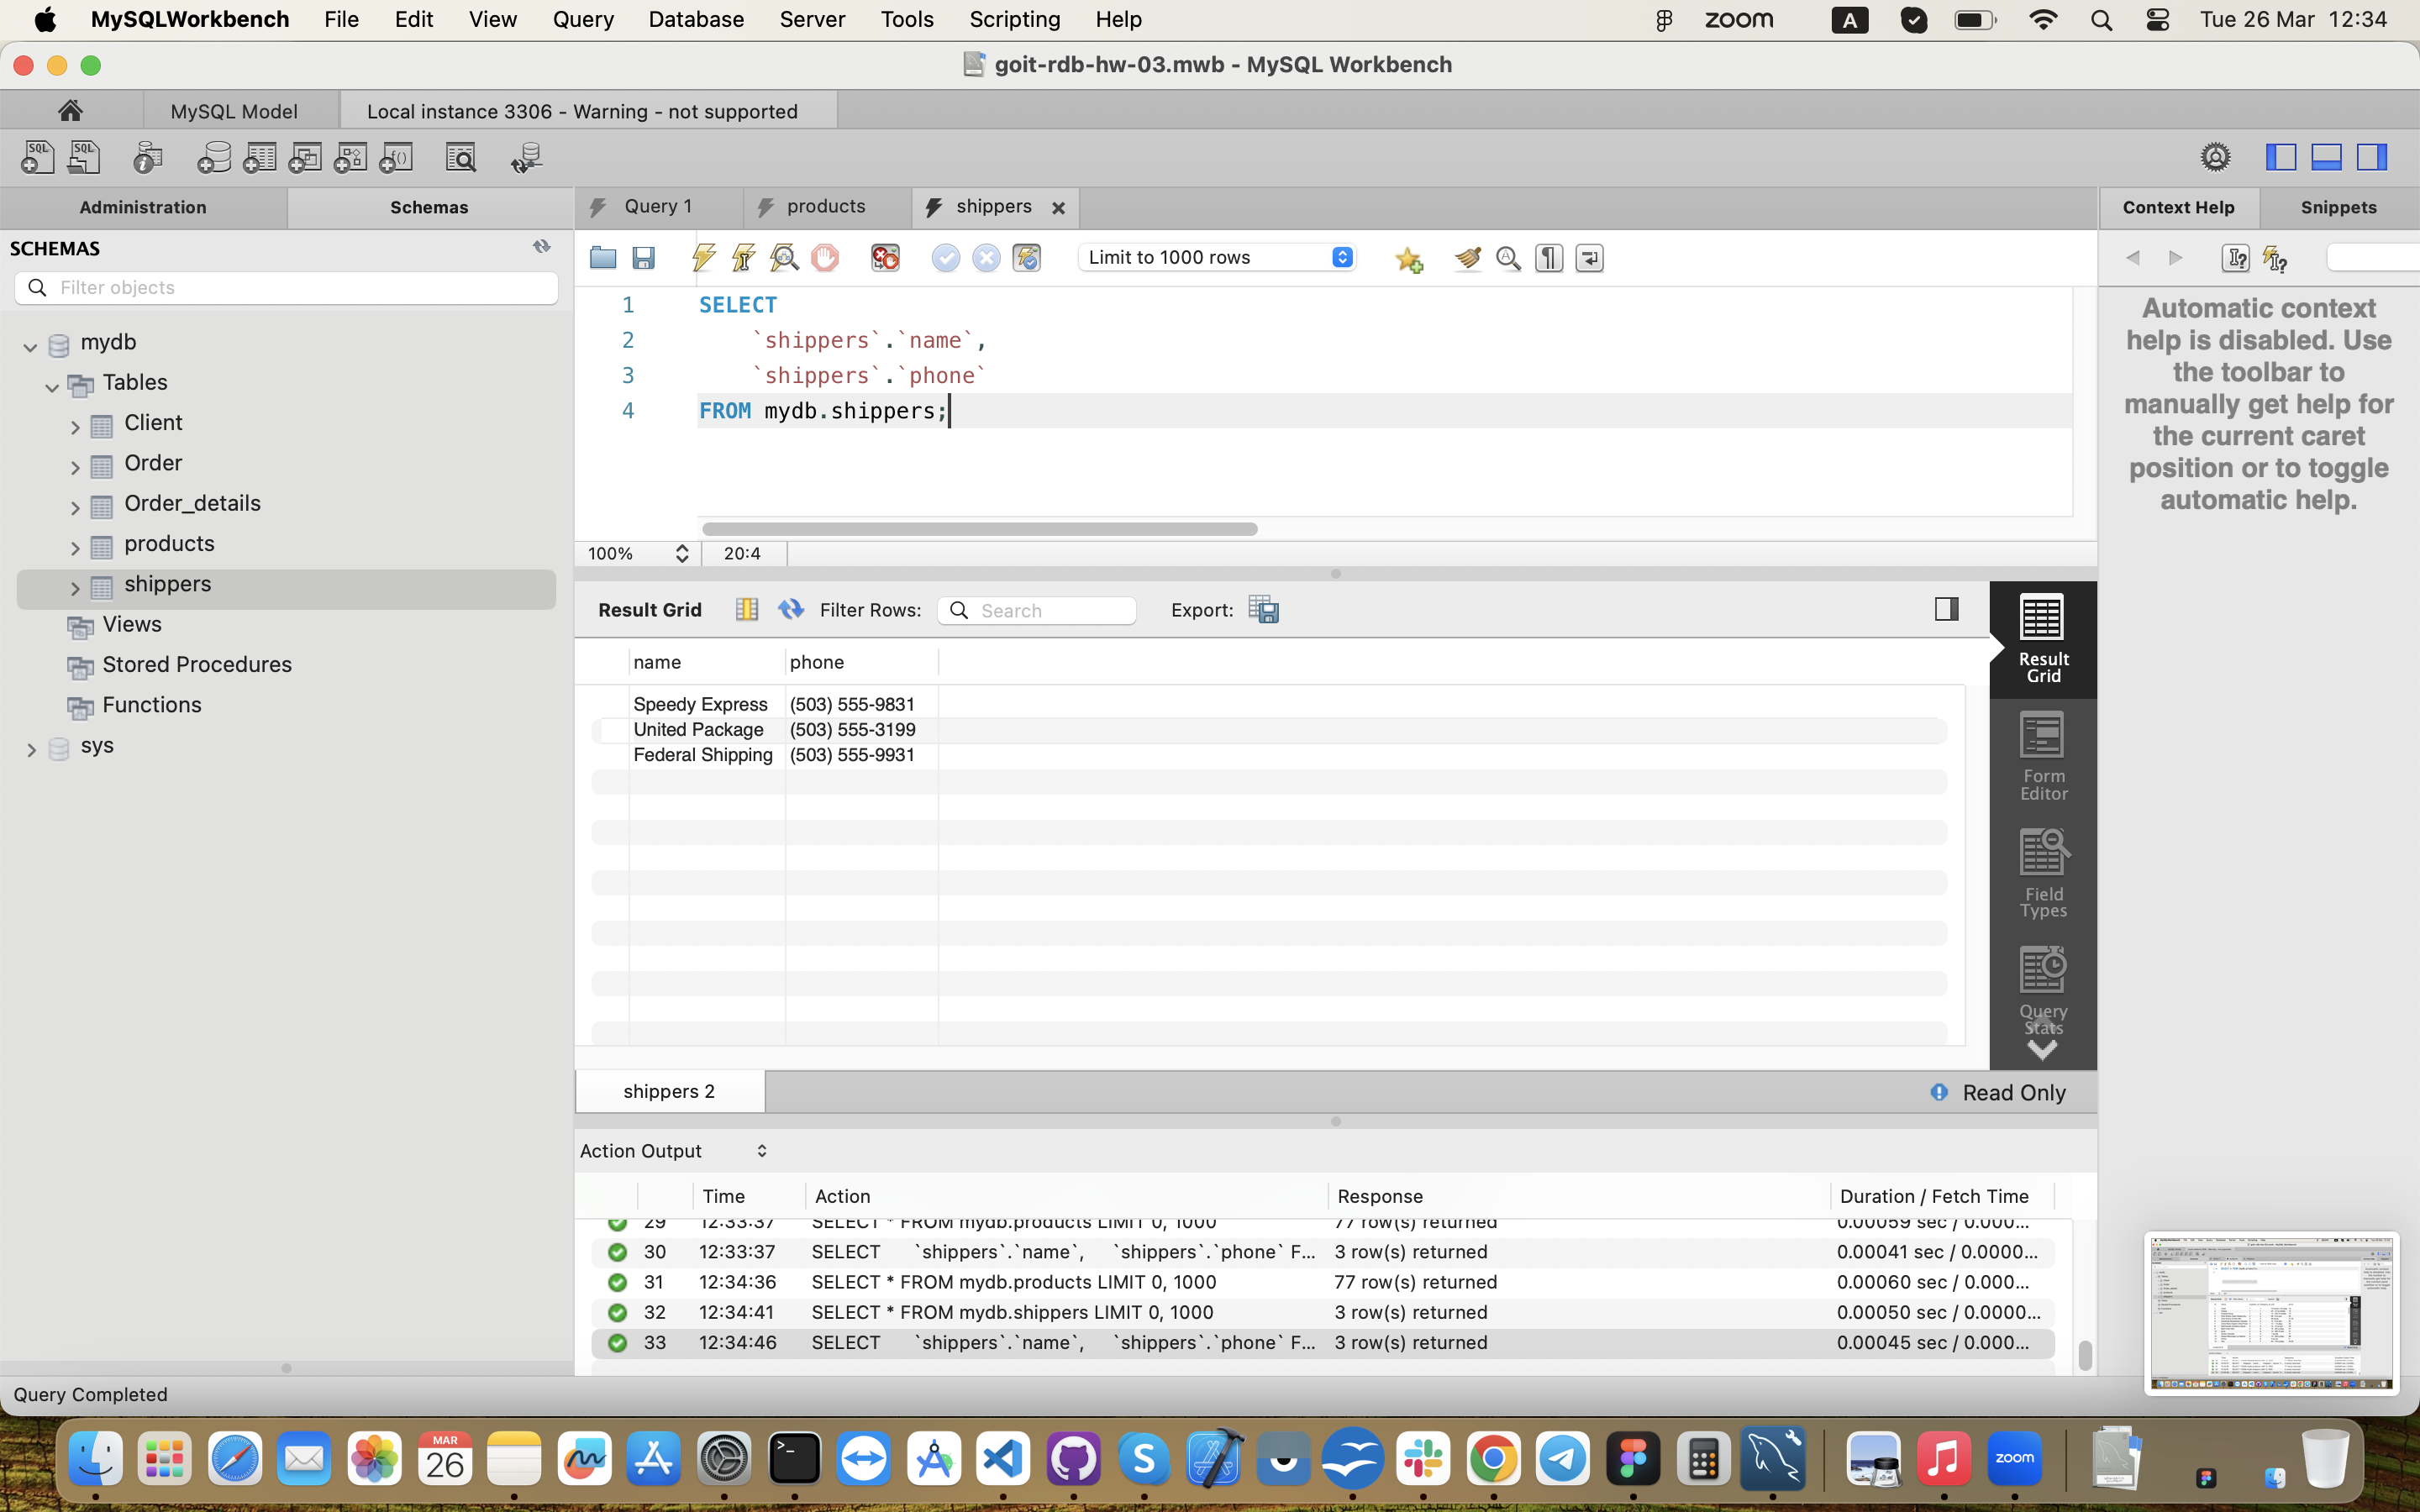 MySQLWorkbench File Edit View Query Database Server Tools Scripting Help zoom A Tue 26 Mar 12:34
goit-rdb-hw-03.mwb - MySQL Workbench
MySQL Model Local instance 3306 - Warning - not supported
Administration Schemas Query 1 products shippers Context Help Snippets
SCHEMAS
Limit to 1000 rows
Filter objects
mydb
Tables
Client
Order
Order_details
products
shippers
Views
Stored Procedures
Functions
sys
1 SELECT
2 `shippers`.`name`,
3 `shippers`.`phone`
4 FROM mydb.shippers;
100% 20:4
Automatic context
help is disabled. Use
the toolbar to
manually get help for
the current caret
position or to toggle
automatic help.
Result Grid Filter Rows: Search Export:
name phone
Speedy Express (503) 555-9831
United Package (503) 555-3199
Federal Shipping (503) 555-9931
Result
Grid
Form
Editor
Field
Types
Query
Stats
shippers 2 Read Only
Action Output
Time Action Response Duration / Fetch Time
29 12:33:37 SELECT * FROM mydb.products LIMIT 0, 1000 77 row(s) returned 0.00059 sec / 0.000...
30 12:33:37 SELECT `shippers`.`name`, `shippers`.`phone` F... 3 row(s) returned 0.00041 sec / 0.0000...
31 12:34:36 SELECT * FROM mydb.products LIMIT 0, 1000 77 row(s) returned 0.00060 sec / 0.000...
32 12:34:41 SELECT * FROM mydb.shippers LIMIT 0, 1000 3 row(s) returned 0.00050 sec / 0.0000...
33 12:34:46 SELECT `shippers`.`name`, `shippers`.`phone` F... 3 row(s) returned 0.00045 sec / 0.000...
Query Completed
MAR
26
zoom